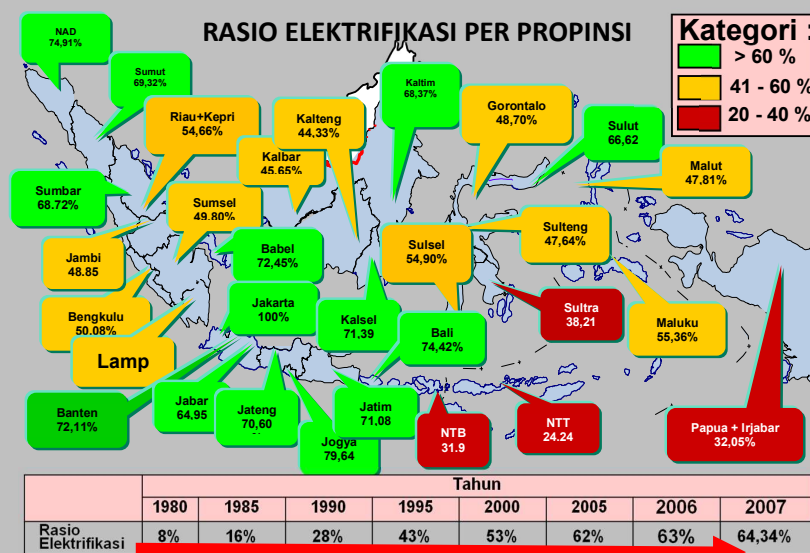 RASIO ELEKTRIFIKASI PER PROPINSI
Kategori :
> 60 %
41 - 60 %
20 - 40 %
NAD
74,91%
Sumut
69,32%
Riau+Kepri
54,66%
Kalteng
44,33%
Kaltim
68,37%
Gorontalo
48,70%
Sulut
66,62
Malut
47,81%
Kalbar
45.65%
Sumbar
68.72%
Sumsel
49.80%
Babel
72,45%
Sulsel
54,90%
Sulteng
47,64%
Jambi
48.85
Bengkulu
50.08%
Jakarta
100%
Kalsel
71,39
Bali
74,42%
Sultra
38,21
Maluku
55,36%
Lamp
Banten
72,11%
Jabar
64,95
Jateng
70,60
Jogya
79,64
Jatim
71,08
NTB
31.9
NTT
24.24
Papua + Irjabar
32,05%
Tahun
1980 1985 1990 1995 2000 2005 2006 2007
Rasio
Elektrifikasi 8% 16% 28% 43% 53% 62% 63% 64,34%